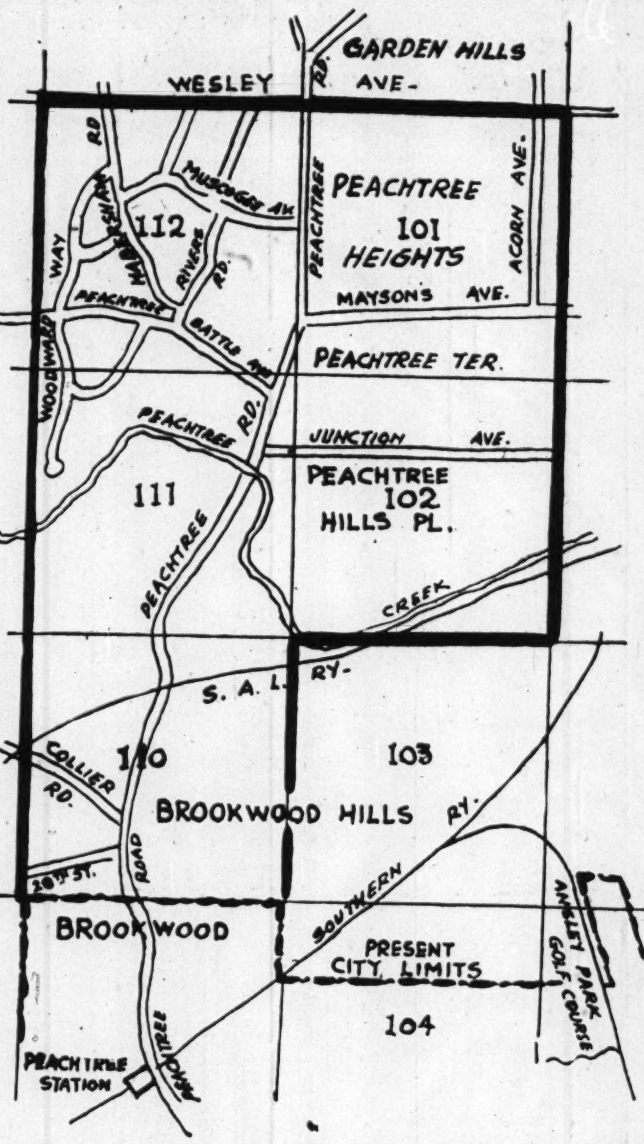 GARDEN HILLS
WESLEY AVE-
RD.
RD
MUSCOGEE AV.
PEACHTREE
PEACHTREE
101
HEIGHTS
ACORN AVE.
HABERSHAM
112
RIVERS
RD.
WAY
WOODWARD
PEACHTREE
BATTLE AVE
MAYSONS AVE.
PEACHTREE TER.
RD.
PEACHTREE
JUNCTION AVE.
PEACHTREE
102
HILLS PL.
111
PEACHTREE
CREEK
S. A. L. RY-
110
103
COLLIER
RD.
BROOKWOOD HILLS
RY.
ROAD
28TH ST.
SOUTHERN
BROOKWOOD
PRESENT
CITY LIMITS
ANSLEY PARK
GOLF COURSE
104
PEACHTREE
PEACHTREE
STATION